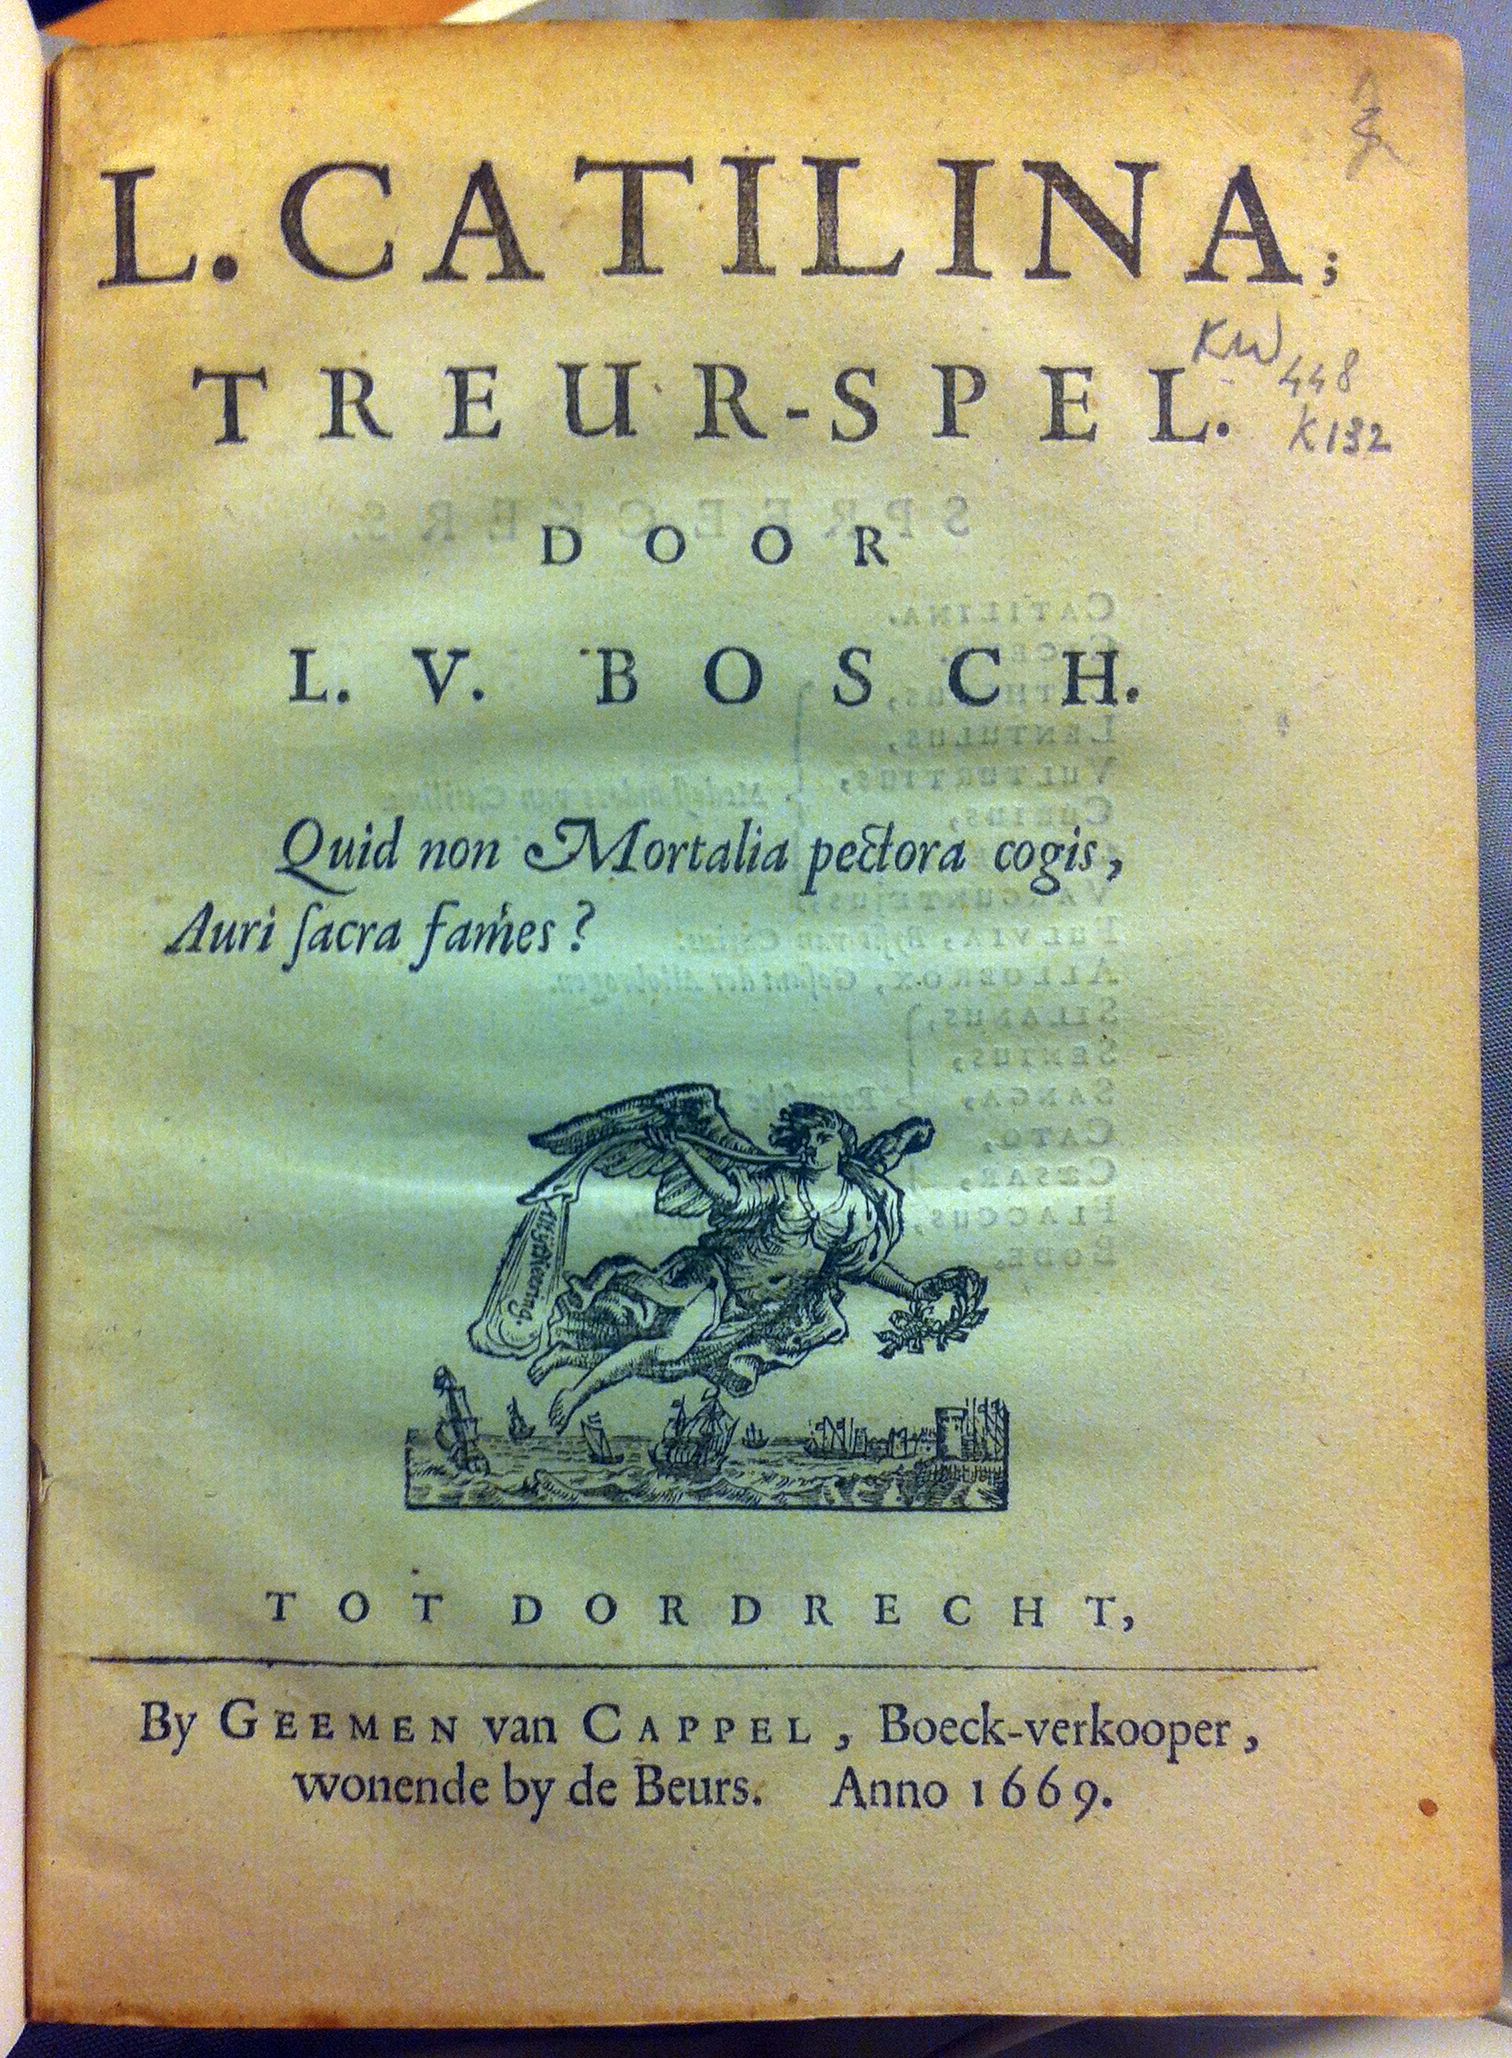 L. CATILINA;
TREUR-SPEL.
KW
448
K132
DOOR
L. V. BOSCH.
Quid non Mortalia pectora cogis,
Auri ſacra fames?
TOT DORDRECHT,
By GEEMEN van CAPPEL, Boeck-verkooper,
wonende by de Beurs. Anno 1669.